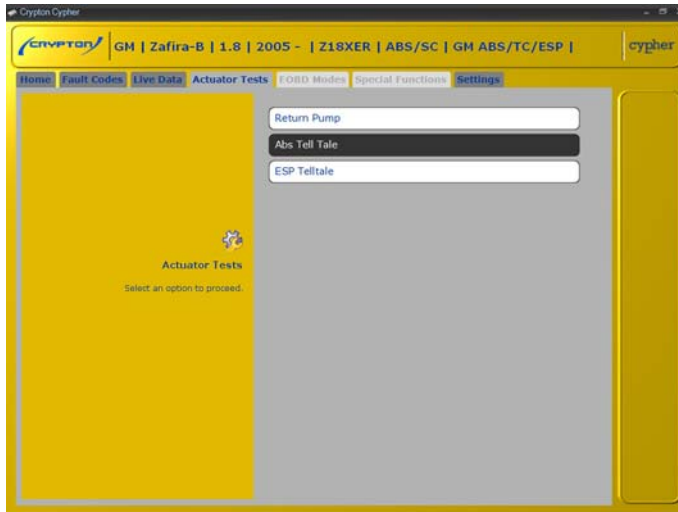 Crypton Cypher
CRYPTON GM | Zafira-B | 1.8 | 2005 - | Z18XER | ABS/SC | GM ABS/TC/ESP | cypher
Home Fault Codes Live Data Actuator Tests EOBD Modes Special Functions Settings
Return Pump
Abs Tell Tale
ESP Telltale
Actuator Tests
Select an option to proceed.